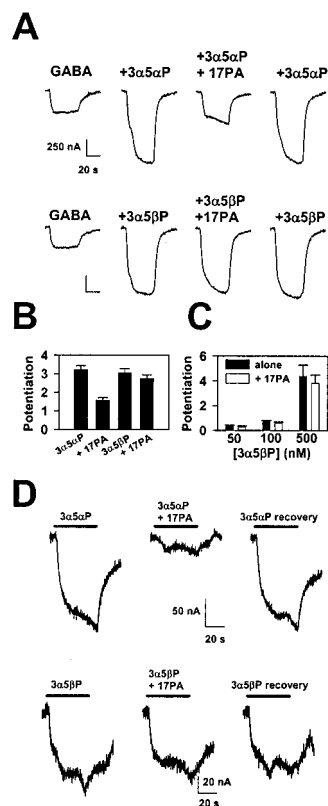 A
GABA
+3α5αP
+3α5αP
+ 17PA
+3α5αP
250 nA
20 s
GABA
+3α5βP
+3α5βP
+17PA
+3α5βP
B
Potentiation
4
3
2
1
0
3α5αP
+ 17PA
3α5βP
+ 17PA
C
Potentiation
6
4
2
0
alone
+ 17PA
50
100
500
[3α5βP] (nM)
D
3α5αP
3α5αP
+ 17PA
3α5αP recovery
50 nA
20 s
3α5βP
3α5βP
+ 17PA
3α5βP recovery
20 nA
20 s